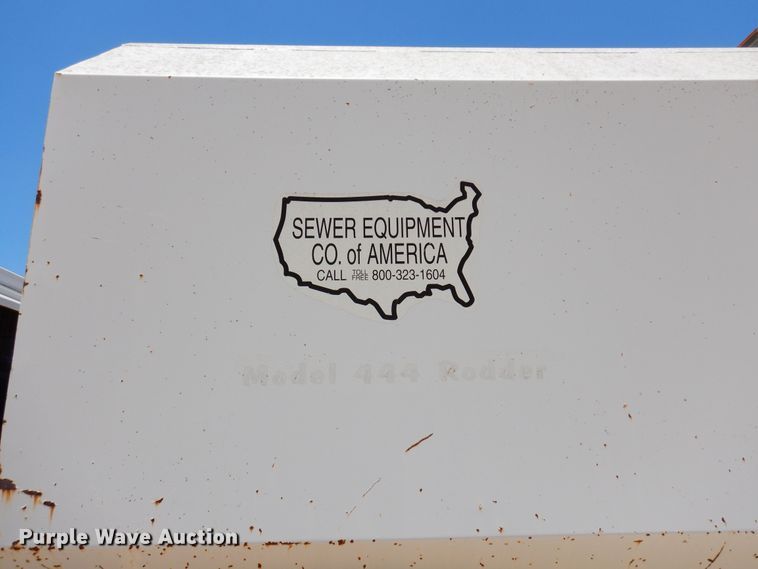 SEWER EQUIPMENT
CO. of AMERICA
CALL TOLL FREE 800-323-1604
Model 444 Rodder
Purple Wave Auction